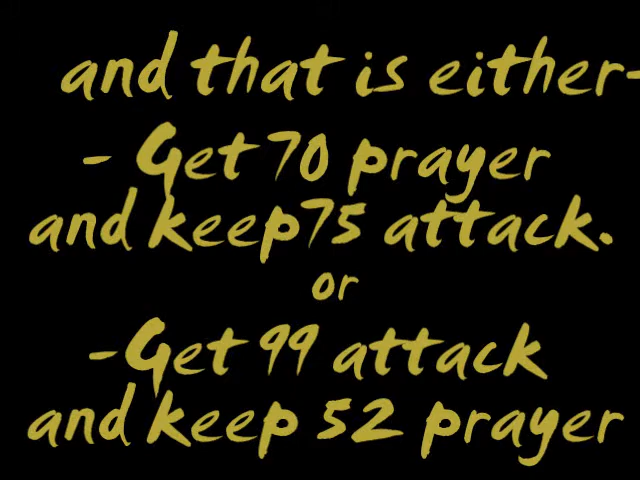 and that is either-
- Get 70 prayer
and keep75 attack.
or
-Get 99 attack
and keep 52 prayer